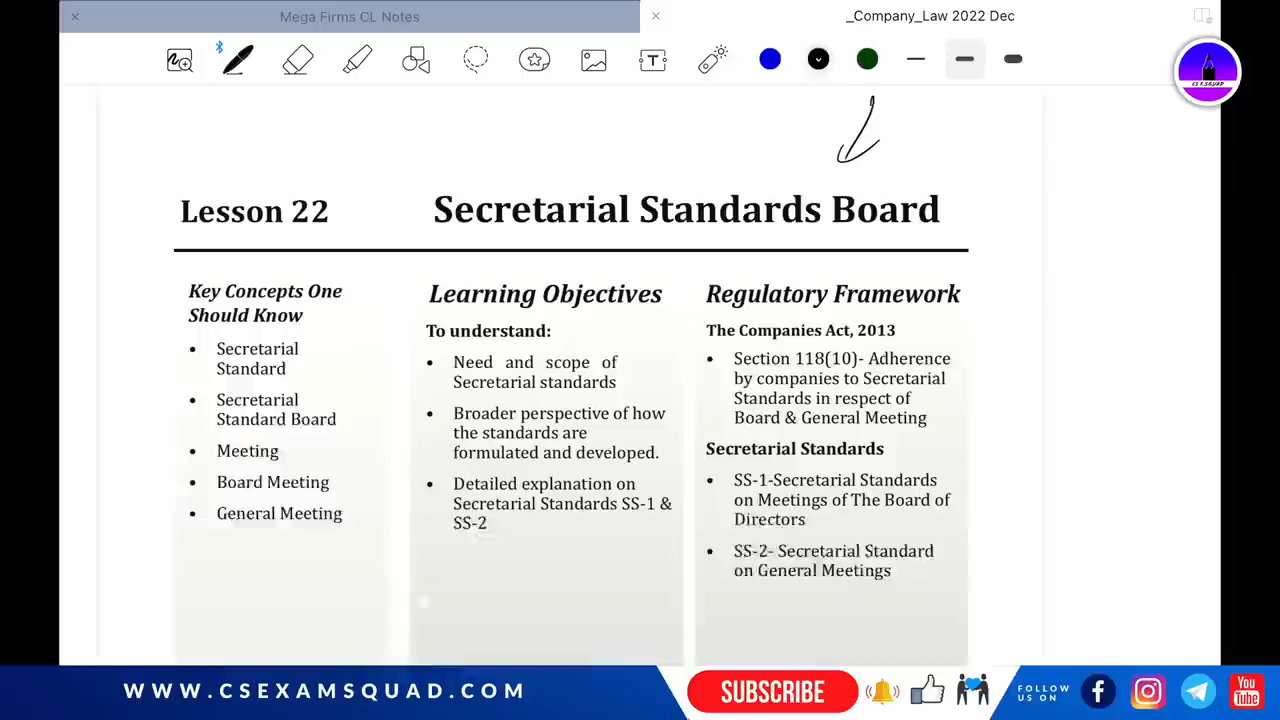 Mega Firms CL Notes
_Company_Law 2022 Dec
CS E.SQUAD
Lesson 22
Secretarial Standards Board
Key Concepts One
Should Know
• Secretarial
Standard
• Secretarial
Standard Board
• Meeting
• Board Meeting
• General Meeting
Learning Objectives
To understand:
• Need and scope of
Secretarial standards
• Broader perspective of how
the standards are
formulated and developed.
• Detailed explanation on
Secretarial Standards SS-1 &
SS-2
Regulatory Framework
The Companies Act, 2013
• Section 118(10)- Adherence
by companies to Secretarial
Standards in respect of
Board & General Meeting
Secretarial Standards
• SS-1-Secretarial Standards
on Meetings of The Board of
Directors
• SS-2- Secretarial Standard
on General Meetings
WWW.CSEXAMSQUAD.COM
SUBSCRIBE
FOLLOW
US ON
You
Tube